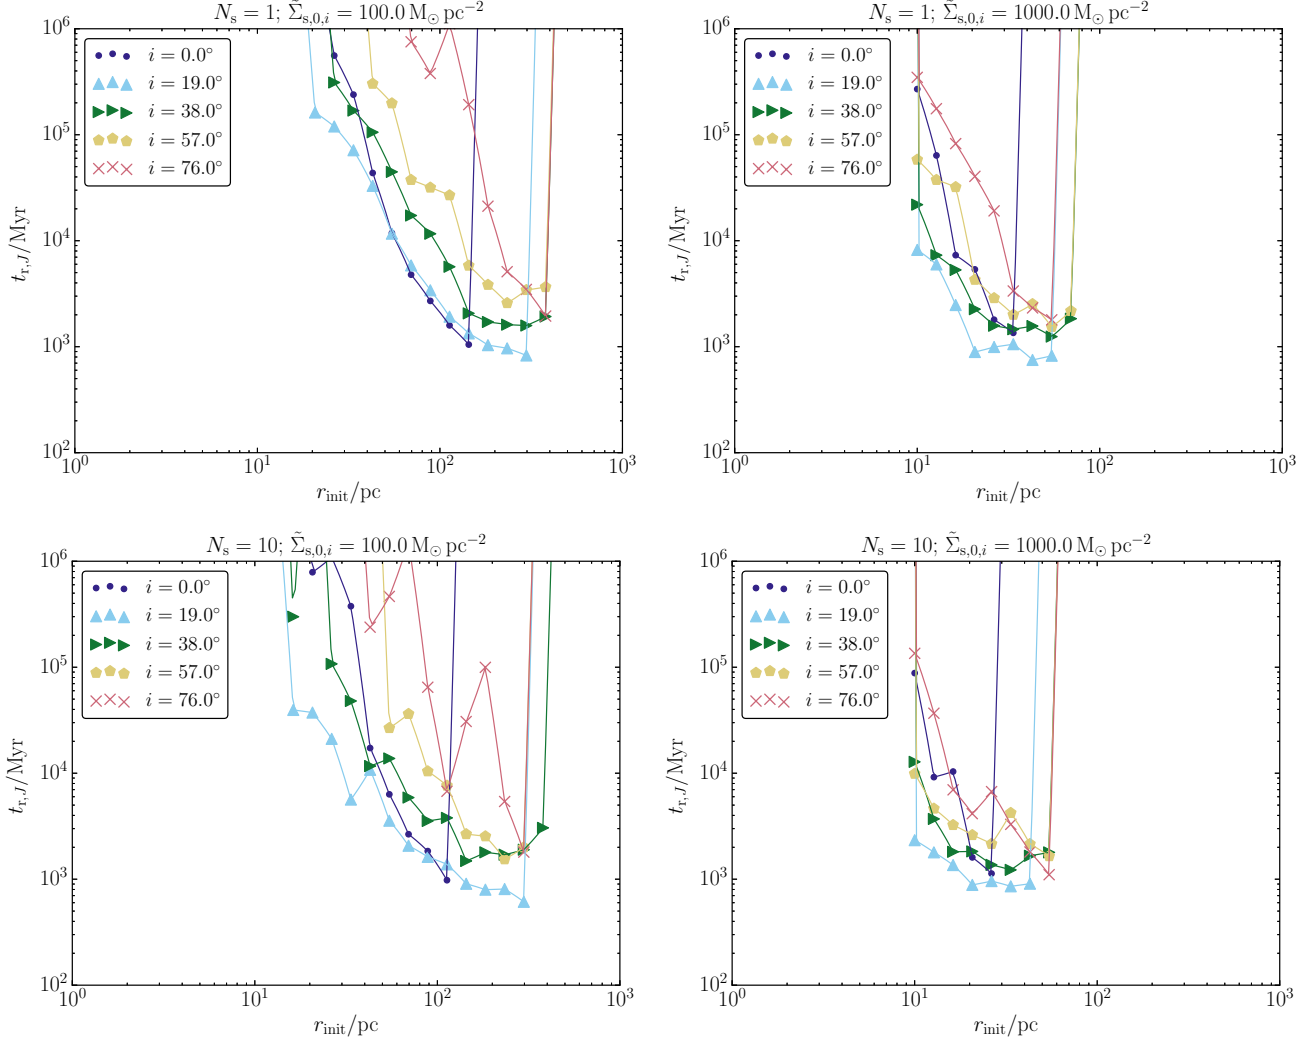 N_s = 1; Σ̃_{s,0,i} = 100.0 M_⊙ pc^{−2}
10^6
10^5
10^4
10^3
10^2
t_{r,J}/Myr
i = 0.0°
i = 19.0°
i = 38.0°
i = 57.0°
i = 76.0°
10^0 10^1 10^2 10^3
r_init/pc
N_s = 1; Σ̃_{s,0,i} = 1000.0 M_⊙ pc^{−2}
10^6
10^5
10^4
10^3
10^2
t_{r,J}/Myr
i = 0.0°
i = 19.0°
i = 38.0°
i = 57.0°
i = 76.0°
10^0 10^1 10^2 10^3
r_init/pc
N_s = 10; Σ̃_{s,0,i} = 100.0 M_⊙ pc^{−2}
10^6
10^5
10^4
10^3
10^2
t_{r,J}/Myr
i = 0.0°
i = 19.0°
i = 38.0°
i = 57.0°
i = 76.0°
10^0 10^1 10^2 10^3
r_init/pc
N_s = 10; Σ̃_{s,0,i} = 1000.0 M_⊙ pc^{−2}
10^6
10^5
10^4
10^3
10^2
t_{r,J}/Myr
i = 0.0°
i = 19.0°
i = 38.0°
i = 57.0°
i = 76.0°
10^0 10^1 10^2 10^3
r_init/pc